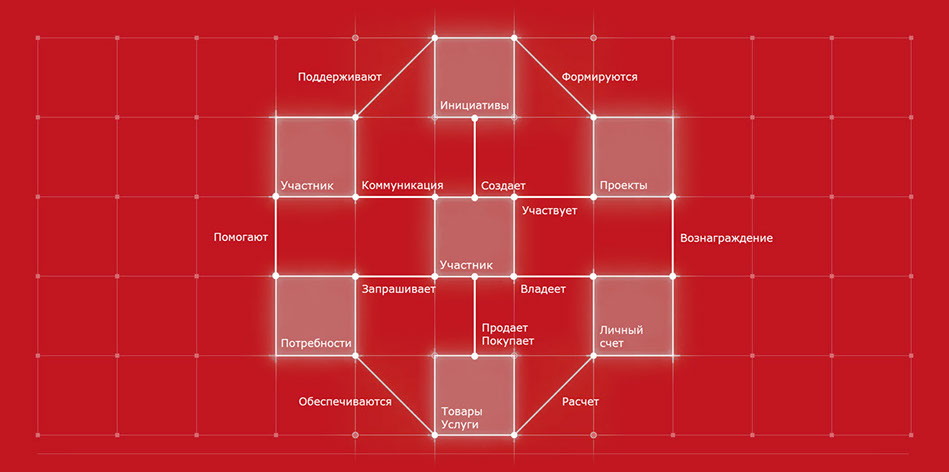 Поддерживают
Формируются
Инициативы
Участник
Коммуникация
Создает
Проекты
Участвует
Помогают
Вознаграждение
Участник
Запрашивает
Владеет
Продает
Покупает
Личный
счет
Потребности
Обеспечиваются
Расчет
Товары
Услуги